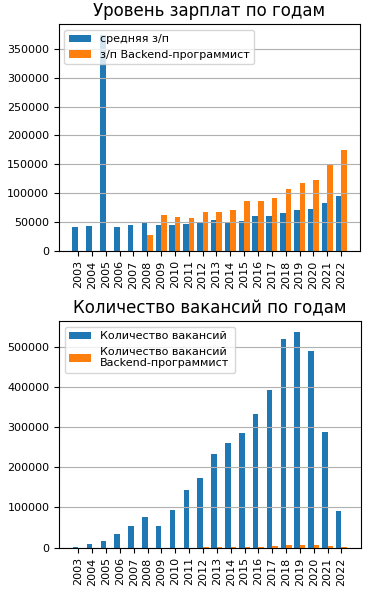 Уровень зарплат по годам
350000
300000
250000
200000
150000
100000
50000
0
средняя з/п
з/п Backend-программист
2003 2004 2005 2006 2007 2008 2009 2010 2011 2012 2013 2014 2015 2016 2017 2018 2019 2020 2021 2022
Количество вакансий по годам
500000
400000
300000
200000
100000
0
Количество вакансий
Количество вакансий
Backend-программист
2003 2004 2005 2006 2007 2008 2009 2010 2011 2012 2013 2014 2015 2016 2017 2018 2019 2020 2021 2022